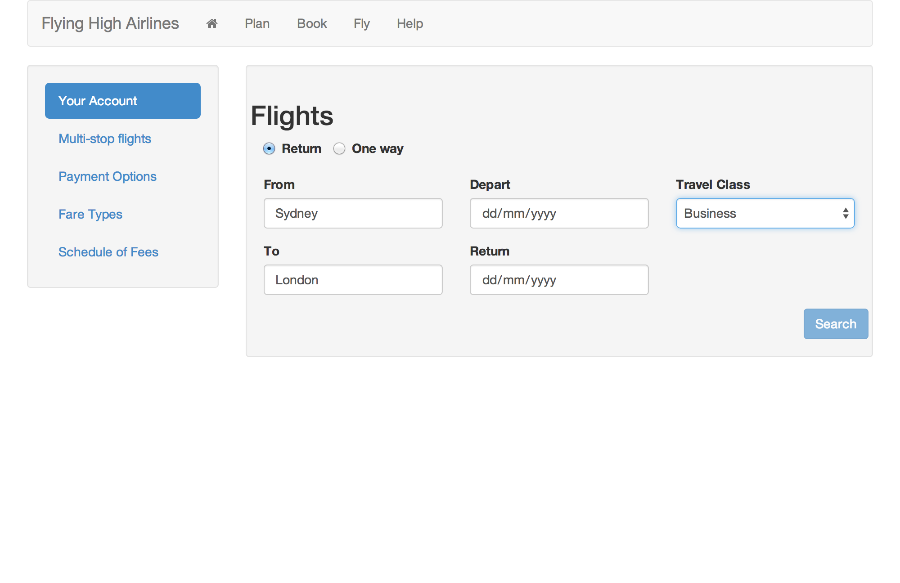 Flying High Airlines Plan Book Fly Help
Your Account
Multi-stop flights
Payment Options
Fare Types
Schedule of Fees
Flights
Return One way
From Depart Travel Class
Sydney dd/mm/yyyy Business
To Return
London dd/mm/yyyy
Search